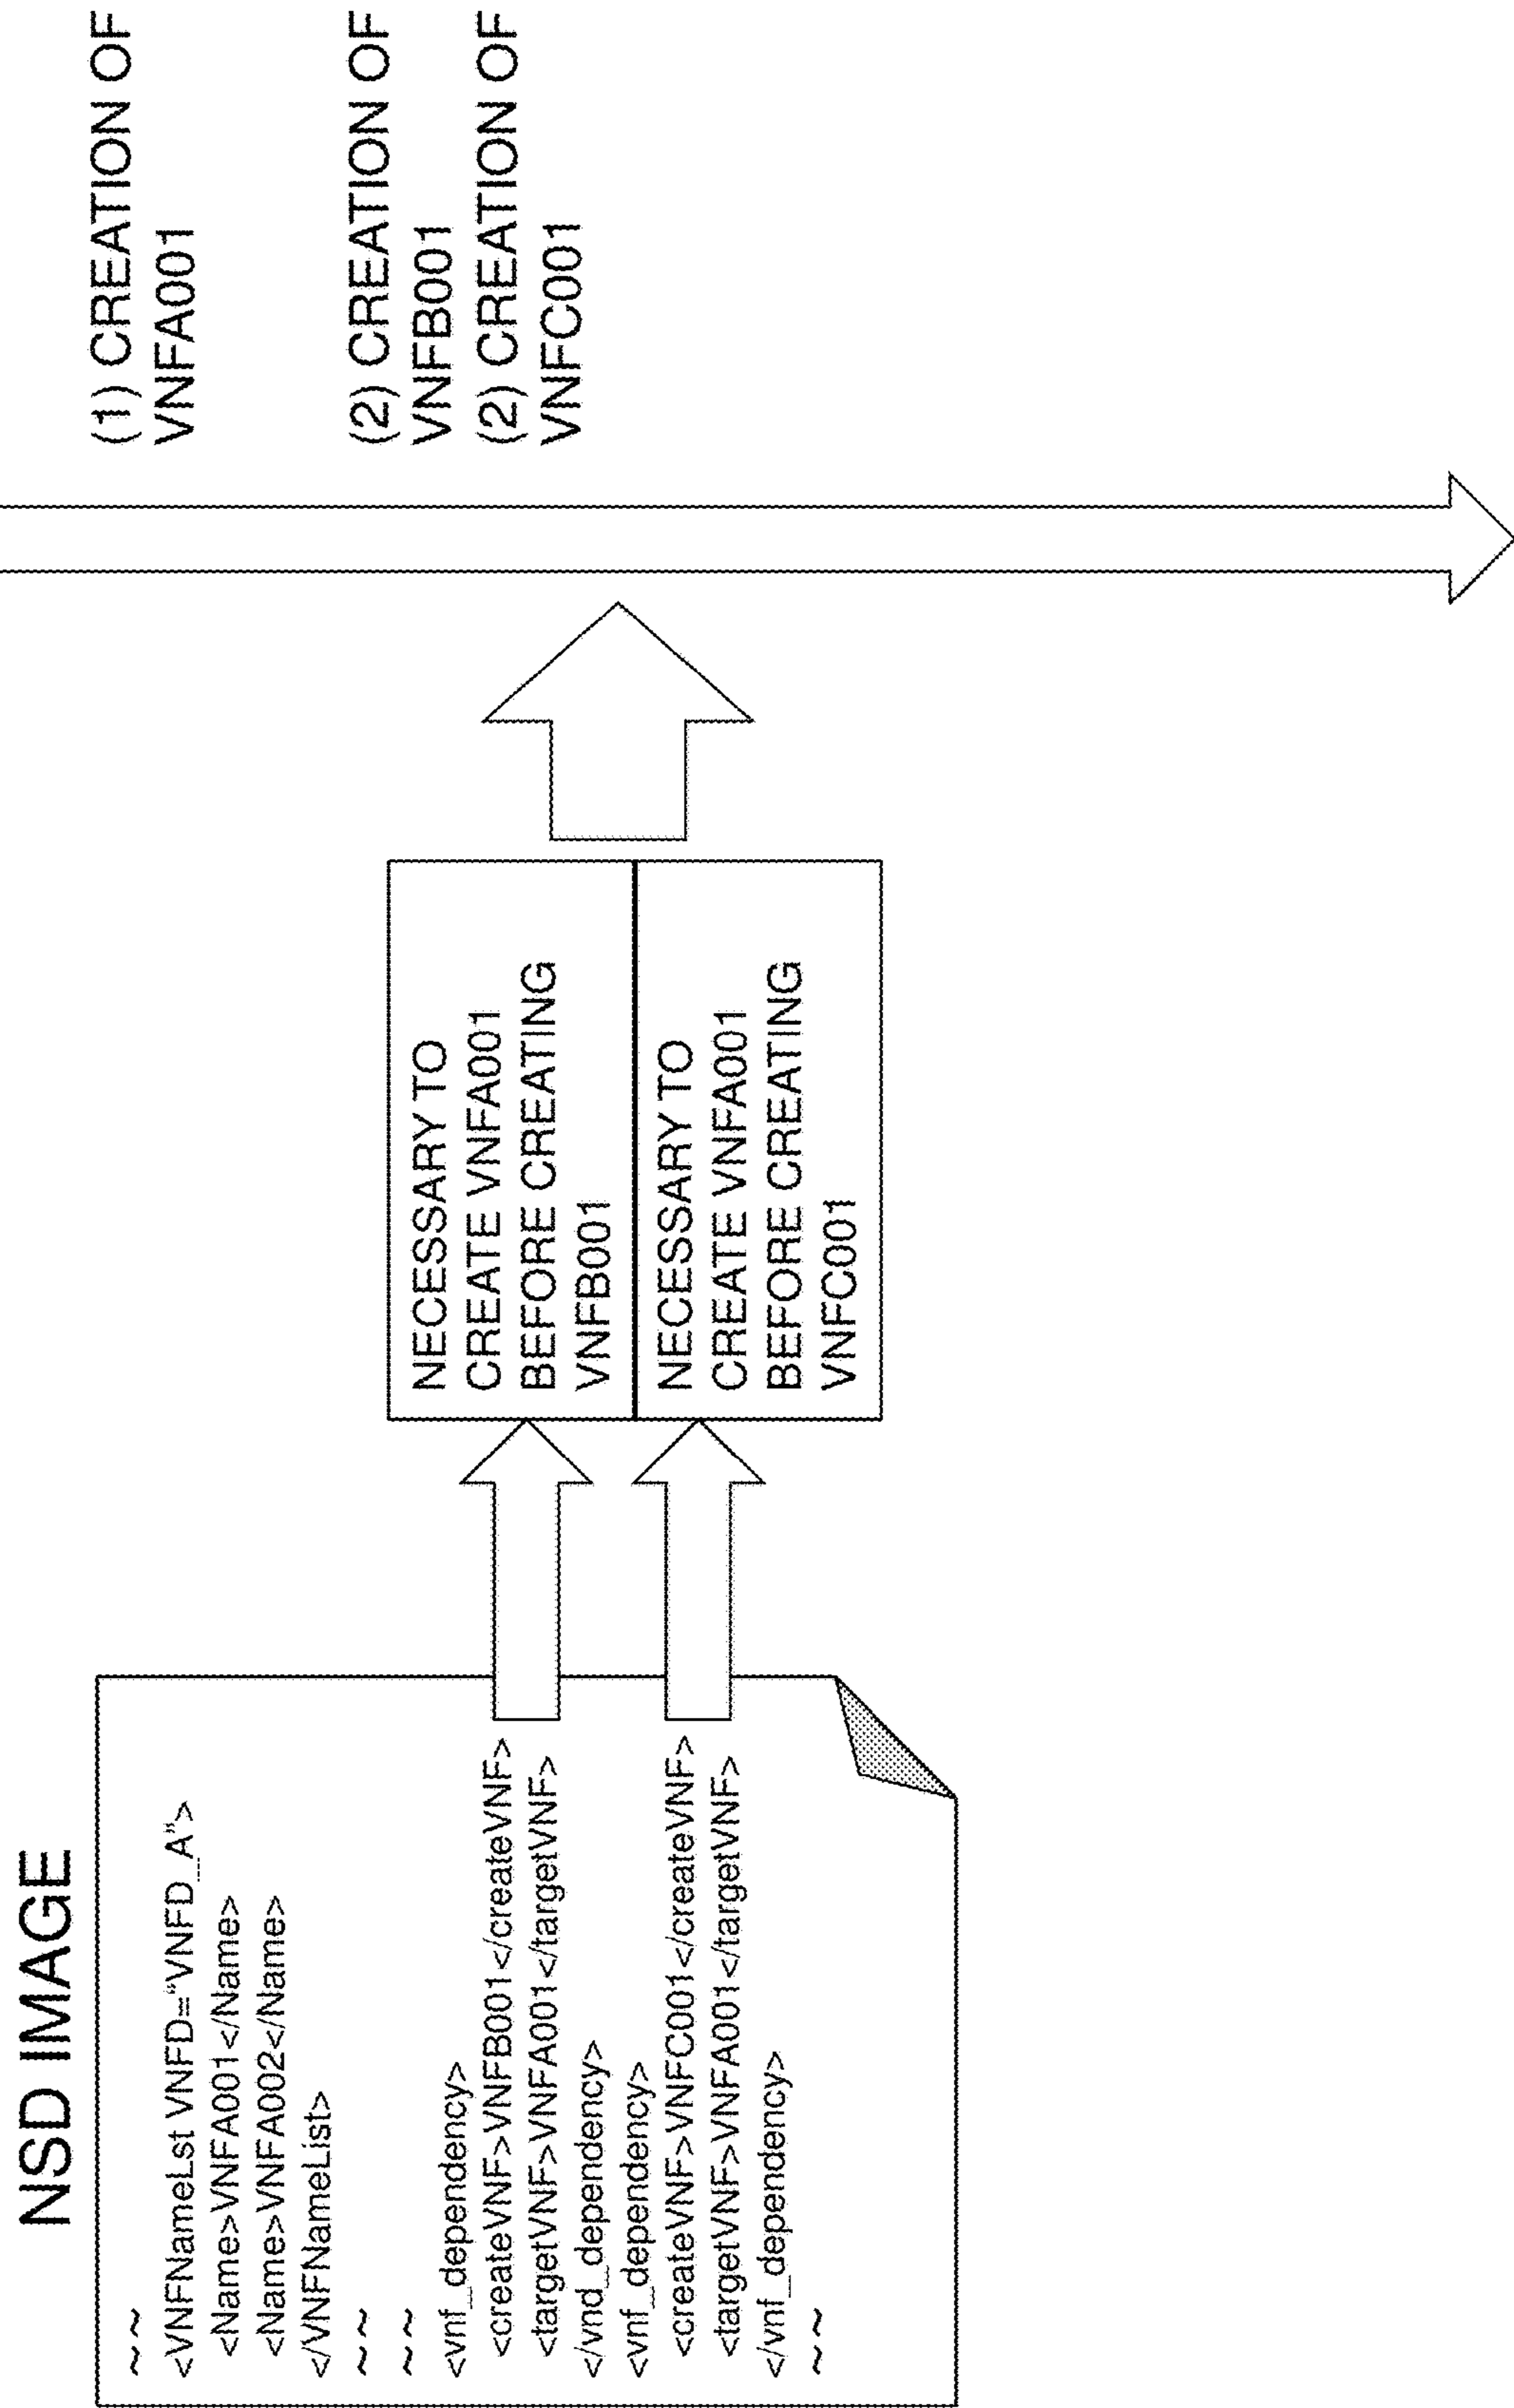 NSD IMAGE
~ ~
<VNFNameLst VNFD=“VNFD_A”>
<Name>VNFA001</Name>
<Name>VNFA002</Name>
</VNFNameList>
~ ~
~ ~
<vnf_dependency>
<createVNF>VNFB001</createVNF>
<targetVNF>VNFA001</targetVNF>
</vnd_dependency>
<vnf_dependency>
<createVNF>VNFC001</createVNF>
<targetVNF>VNFA001</targetVNF>
</vnf_dependency>
~ ~
NECESSARY TO
CREATE VNFA001
BEFORE CREATING
VNFB001
NECESSARY TO
CREATE VNFA001
BEFORE CREATING
VNFC001
(1) CREATION OF
VNFA001
(2) CREATION OF
VNFB001
(2) CREATION OF
VNFC001